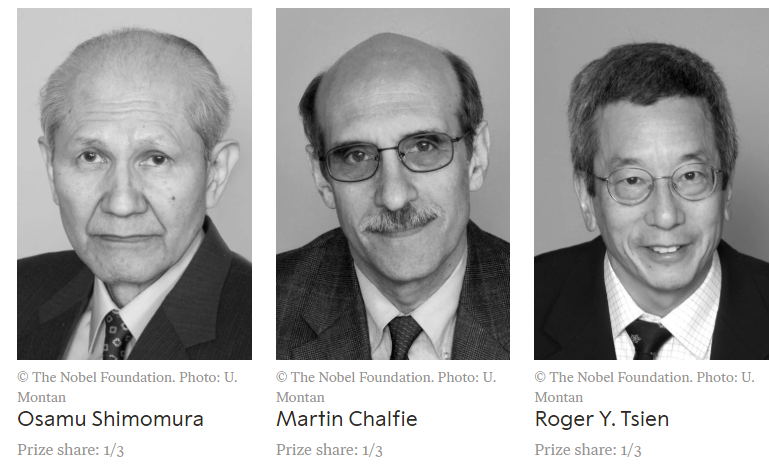 © The Nobel Foundation. Photo: U.
Montan
Osamu Shimomura
Prize share: 1/3
© The Nobel Foundation. Photo: U.
Montan
Martin Chalfie
Prize share: 1/3
© The Nobel Foundation. Photo: U.
Montan
Roger Y. Tsien
Prize share: 1/3